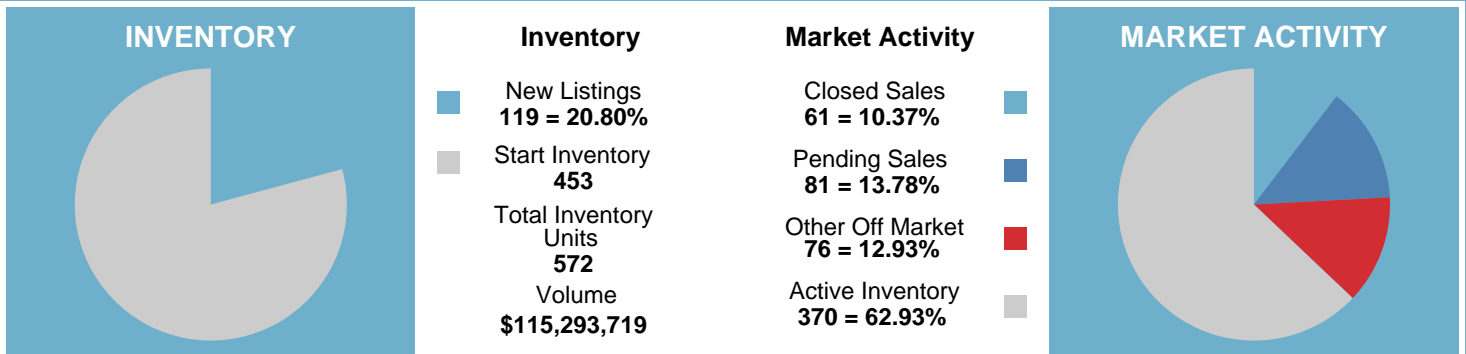 INVENTORY
Inventory
New Listings
119 = 20.80%
Start Inventory
453
Total Inventory
Units
572
Volume
$115,293,719
Market Activity
Closed Sales
61 = 10.37%
Pending Sales
81 = 13.78%
Other Off Market
76 = 12.93%
Active Inventory
370 = 62.93%
MARKET ACTIVITY